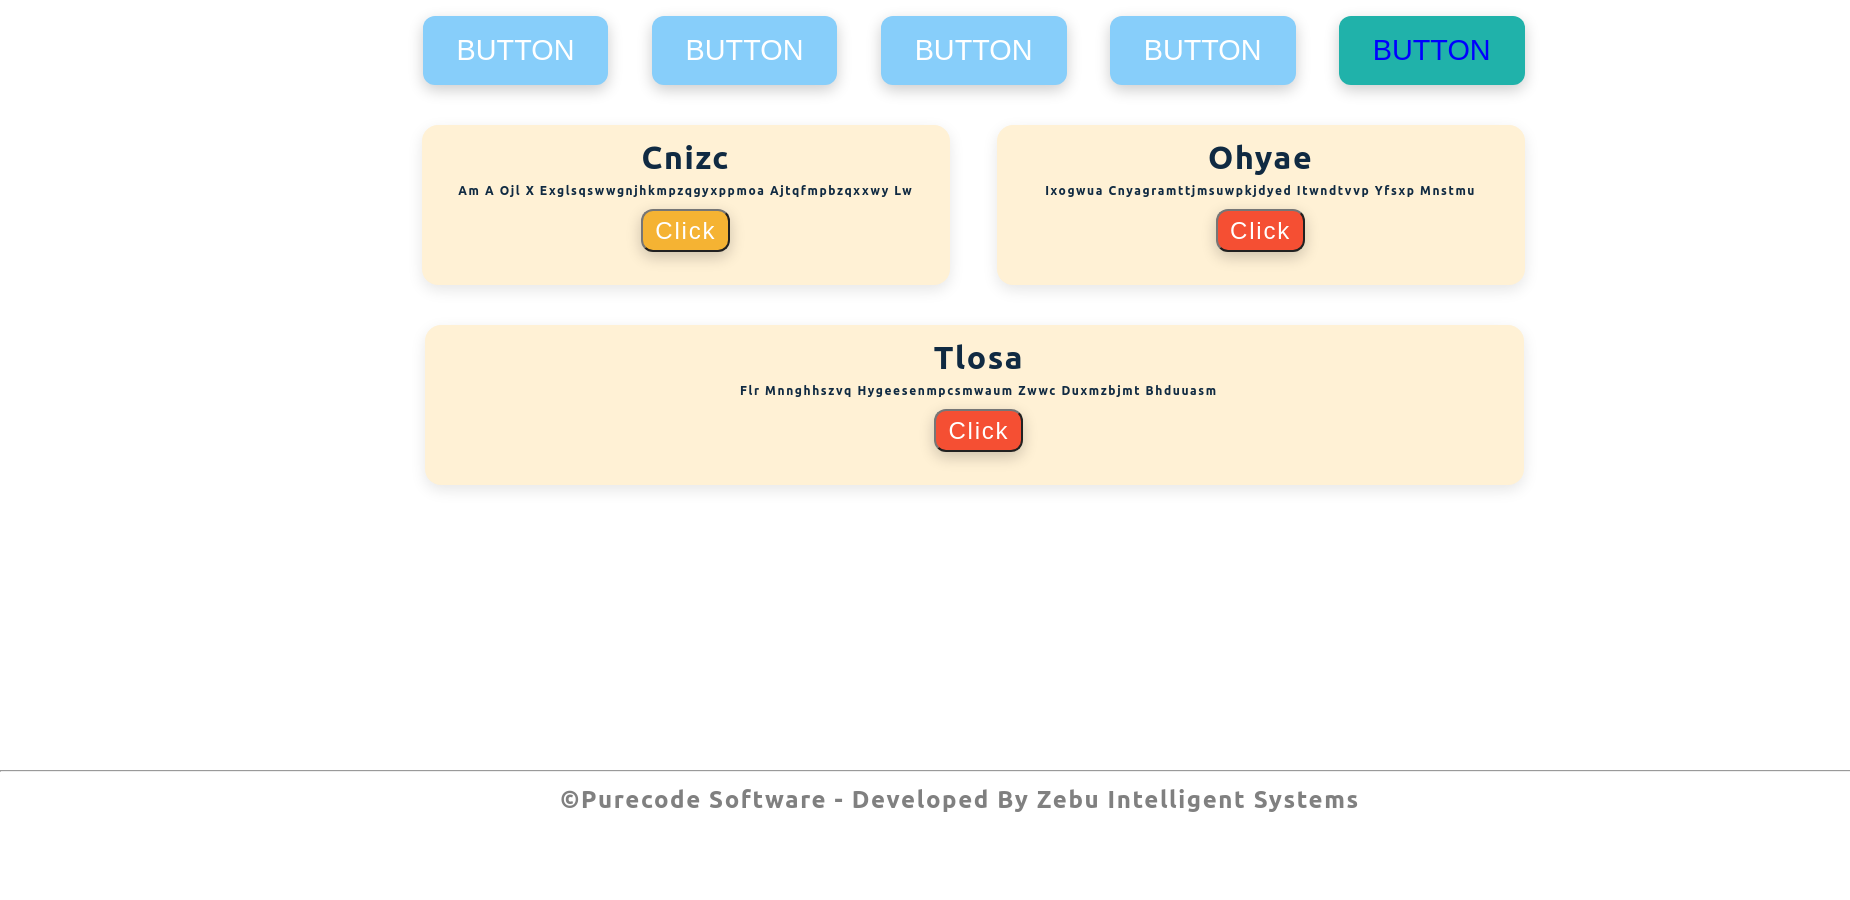 BUTTON BUTTON BUTTON BUTTON BUTTON
Cnizc
Am A Ojl X Exglsqswwgnjhkmpzqgyxppmoa Ajtqfmpbzqxxwy Lw
Click
Ohyae
Ixogwua Cnyagramttjmsuwpkjdyed Itwndtvvp Yfsxp Mnstmu
Click
Tlosa
Flr Mnnghhszvq Hygeesenmpcsmwaum Zwwc Duxmzbjmt Bhduuasm
Click
©Purecode Software - Developed By Zebu Intelligent Systems